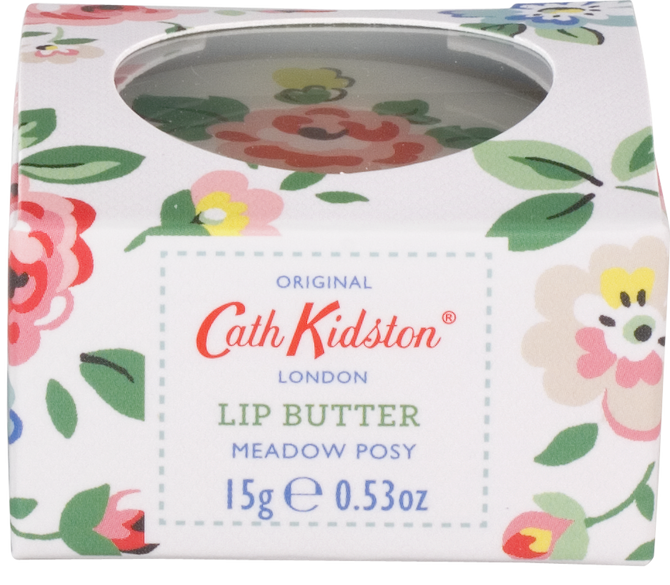 ORIGINAL
Cath Kidston®
LONDON
LIP BUTTER
MEADOW POSY
15g ℮ 0.53oz